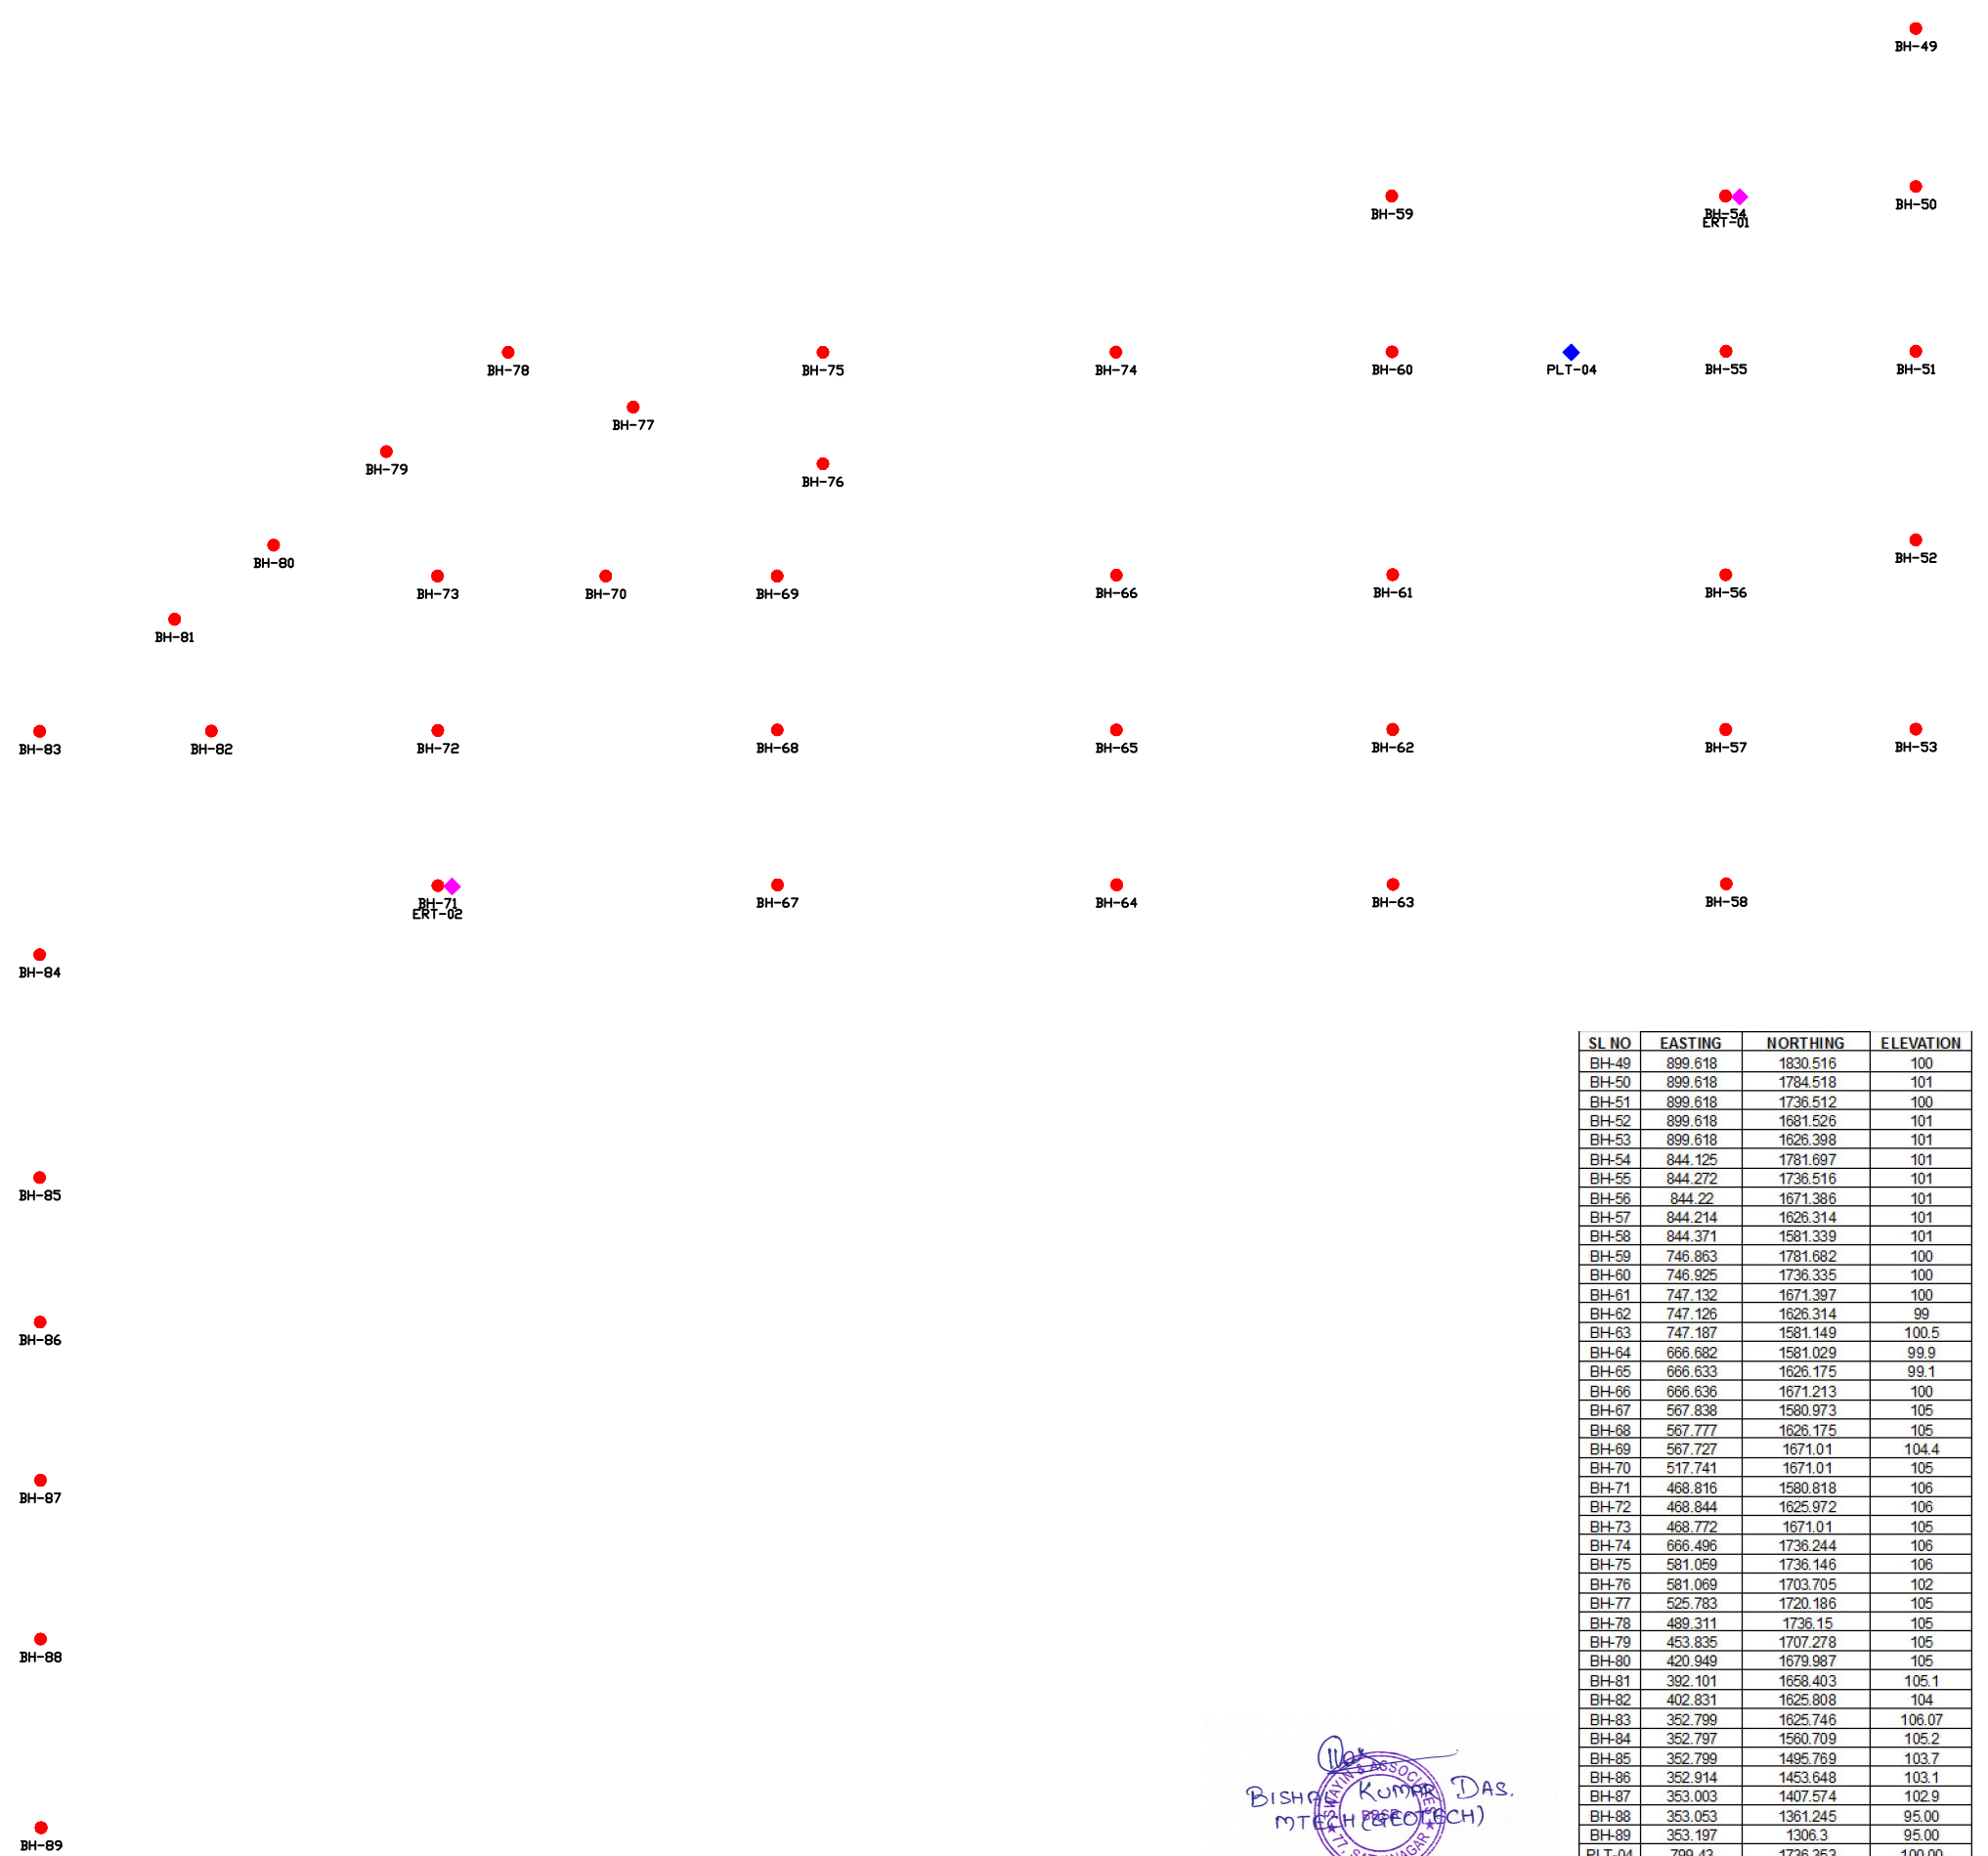 BH-49
BH-50
BH-59
BH-54
ERT-01
BH-78
BH-75
BH-74
BH-60
PLT-04
BH-55
BH-51
BH-77
BH-79
BH-76
BH-80
BH-52
BH-73
BH-70
BH-69
BH-66
BH-61
BH-56
BH-81
BH-83
BH-82
BH-72
BH-68
BH-65
BH-62
BH-57
BH-53
BH-71
ERT-02
BH-67
BH-64
BH-63
BH-58
BH-84
BH-85
BH-86
BH-87
BH-88
BH-89
SL NO EASTING NORTHING ELEVATION
BH-49 899.618 1830.516 100
BH-50 899.618 1784.518 101
BH-51 899.618 1736.512 100
BH-52 899.618 1681.526 101
BH-53 899.618 1626.398 101
BH-54 844.125 1781.697 101
BH-55 844.272 1736.516 101
BH-56 844.22 1671.386 101
BH-57 844.214 1626.314 101
BH-58 844.371 1581.339 101
BH-59 746.863 1781.682 100
BH-60 746.925 1736.335 100
BH-61 747.132 1671.397 100
BH-62 747.126 1626.314 99
BH-63 747.187 1581.149 100.5
BH-64 666.682 1581.029 99.9
BH-65 666.633 1626.175 99.1
BH-66 666.636 1671.213 100
BH-67 567.838 1580.973 105
BH-68 567.777 1626.175 105
BH-69 567.727 1671.01 104.4
BH-70 517.741 1671.01 105
BH-71 468.816 1580.818 106
BH-72 468.844 1625.972 106
BH-73 468.772 1671.01 105
BH-74 666.496 1736.244 106
BH-75 581.059 1736.146 106
BH-76 581.069 1703.705 102
BH-77 525.783 1720.186 105
BH-78 489.311 1736.15 105
BH-79 453.835 1707.278 105
BH-80 420.949 1679.987 105
BH-81 392.101 1658.403 105.1
BH-82 402.831 1625.808 104
BH-83 352.799 1625.746 106.07
BH-84 352.797 1560.709 105.2
BH-85 352.799 1495.769 103.7
BH-86 352.914 1453.648 103.1
BH-87 353.003 1407.574 102.9
BH-88 353.053 1361.245 95.00
BH-89 353.197 1306.3 95.00
PLT-04 799.43 1736.353 100.00
BISHAL KUMAR DAS.
MTECH (GEOTECH)
SWAYIN & ASSOCIATES
BBSR